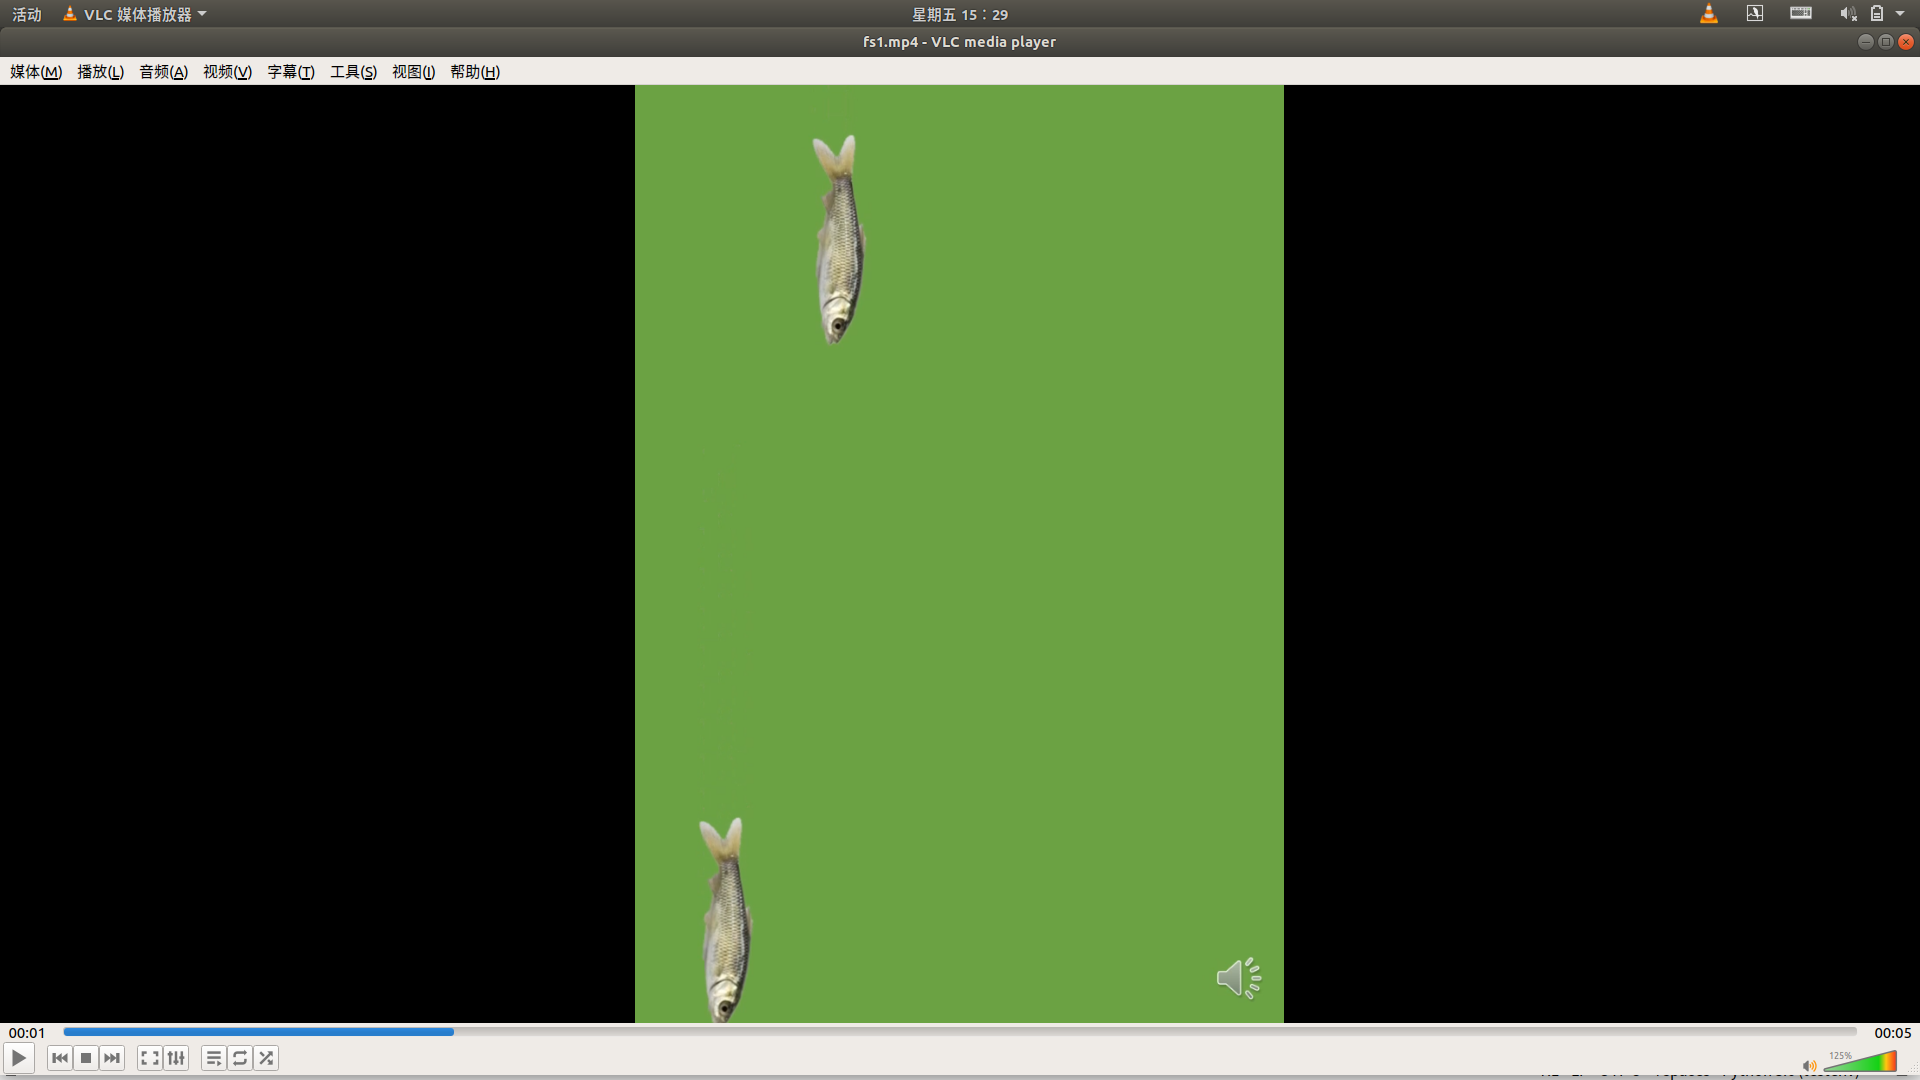 活动 VLC 媒体播放器 星期五 15：29
fs1.mp4 - VLC media player
媒体(M) 播放(L) 音频(A) 视频(V) 字幕(T) 工具(S) 视图(I) 帮助(H)
00:01 00:05
125%